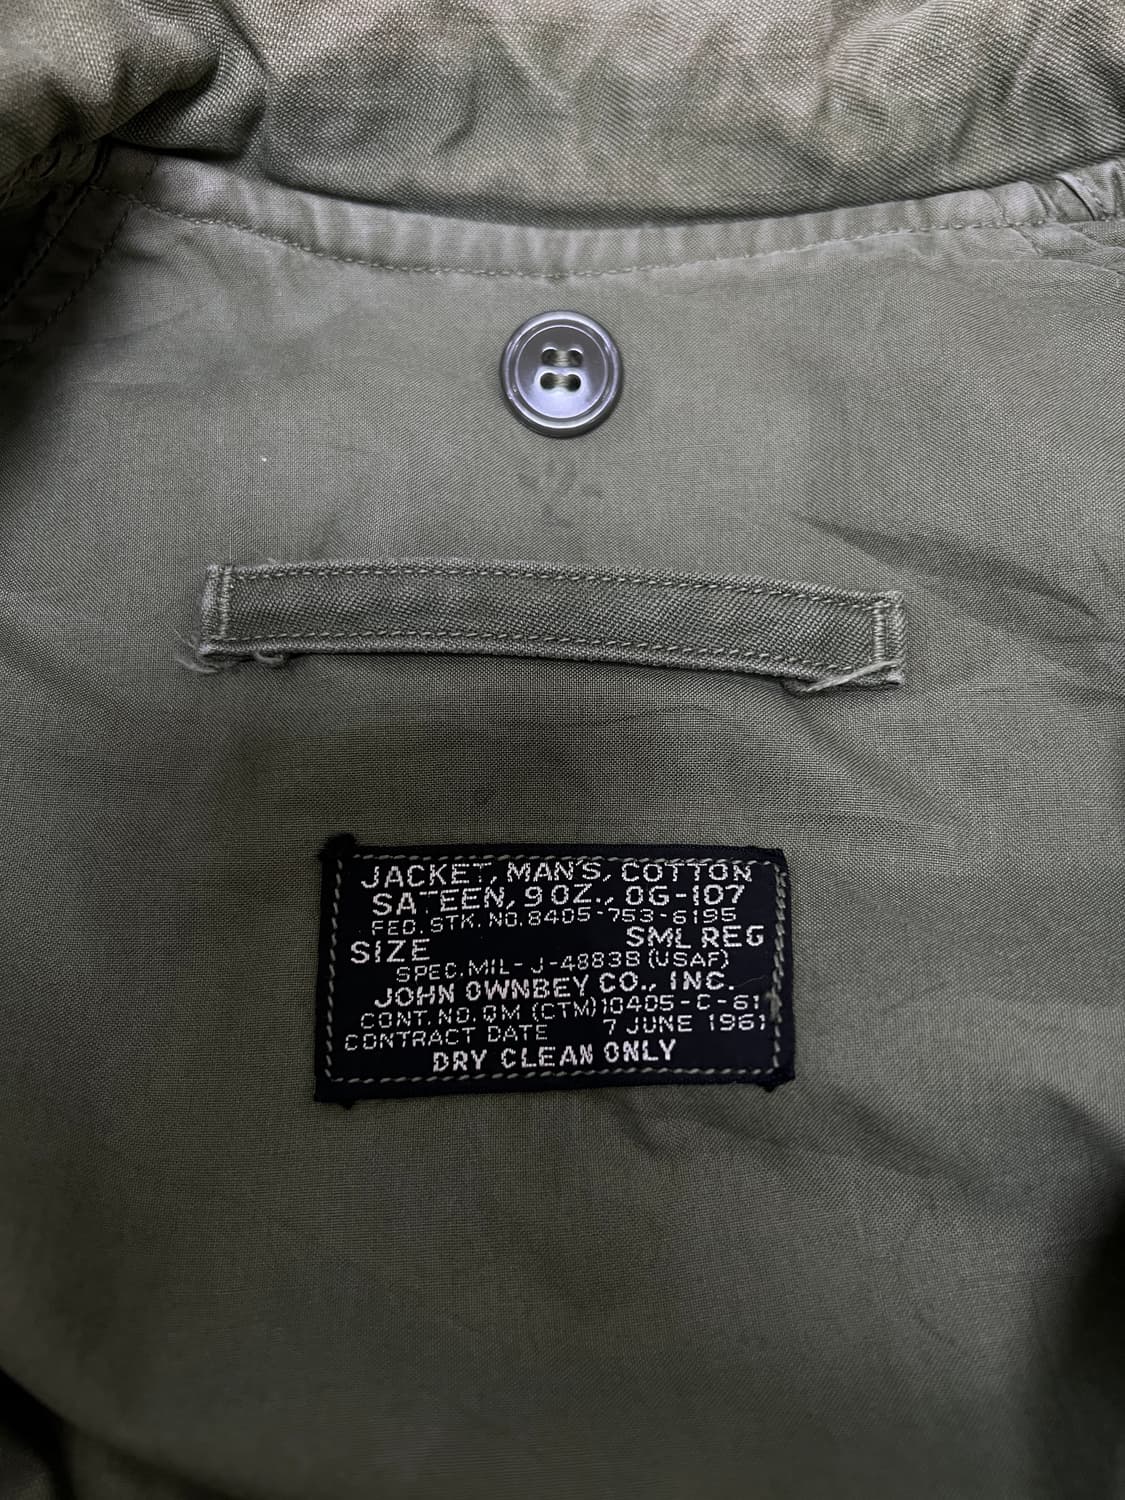 JACKET, MAN'S, COTTON
SATEEN, 9 OZ., OG-107
FED. STK. NO. 8405-753-6195
SIZE SML REG
SPEC. MIL-J-4883B (USAF)
JOHN OWNBEY CO., INC.
CONT. NO. QM (CTM) 10405-C-61
CONTRACT DATE 7 JUNE 1961
DRY CLEAN ONLY